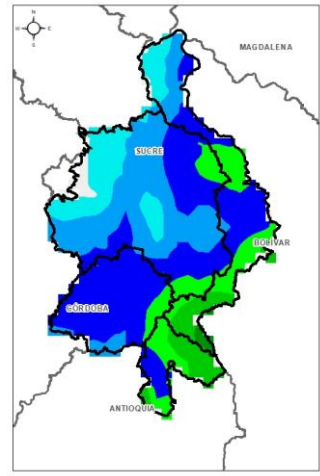 N
W E
S
MAGDALENA
SUCRE
BOLIVAR
CÓRDOBA
ANTIOQUIA